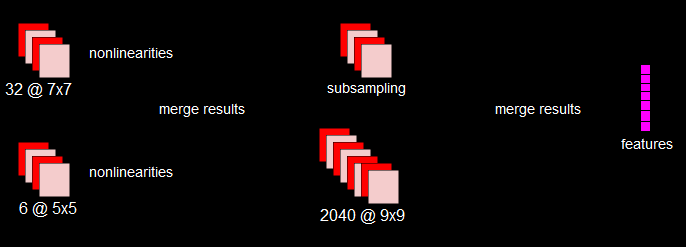 nonlinearities
32 @ 7x7
subsampling
merge results
merge results
nonlinearities
6 @ 5x5
2040 @ 9x9
features